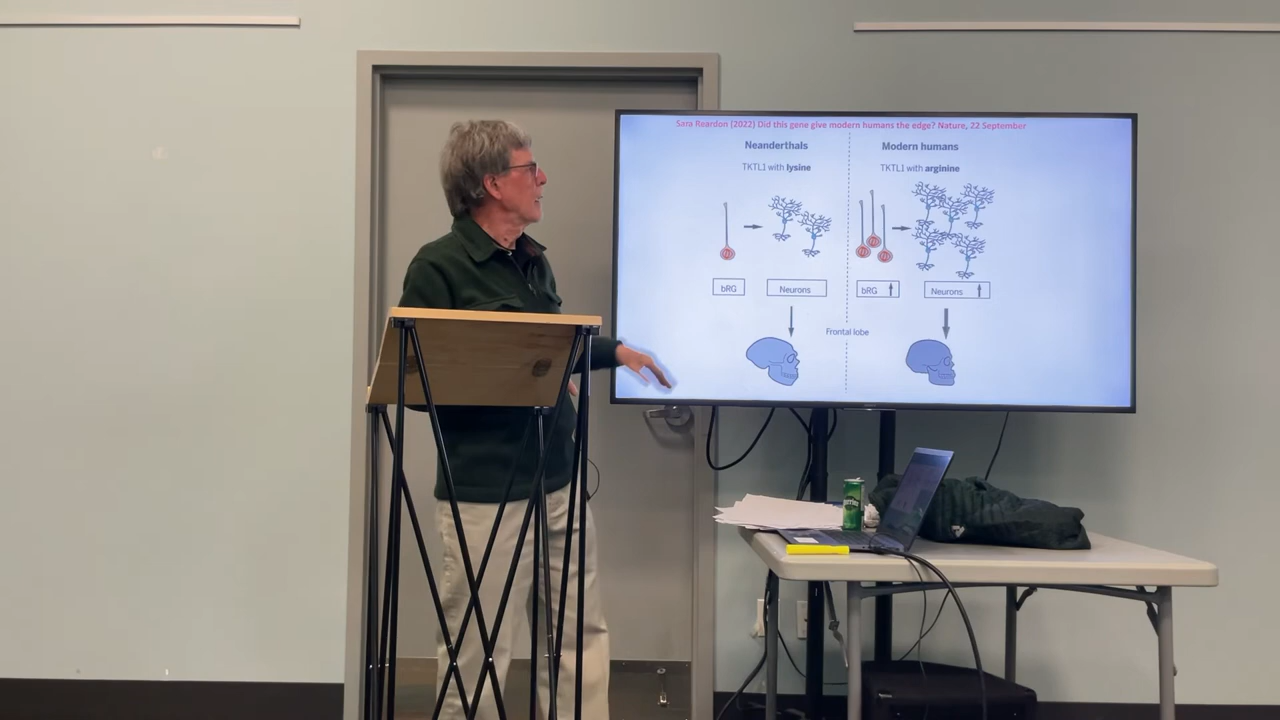 Sara Reardon (2022) Did this gene give modern humans the edge? Nature, 22 September
Neanderthals
Modern humans
TKTL1 with lysine
TKTL1 with arginine
bRG
Neurons
bRG
Neurons
Frontal lobe